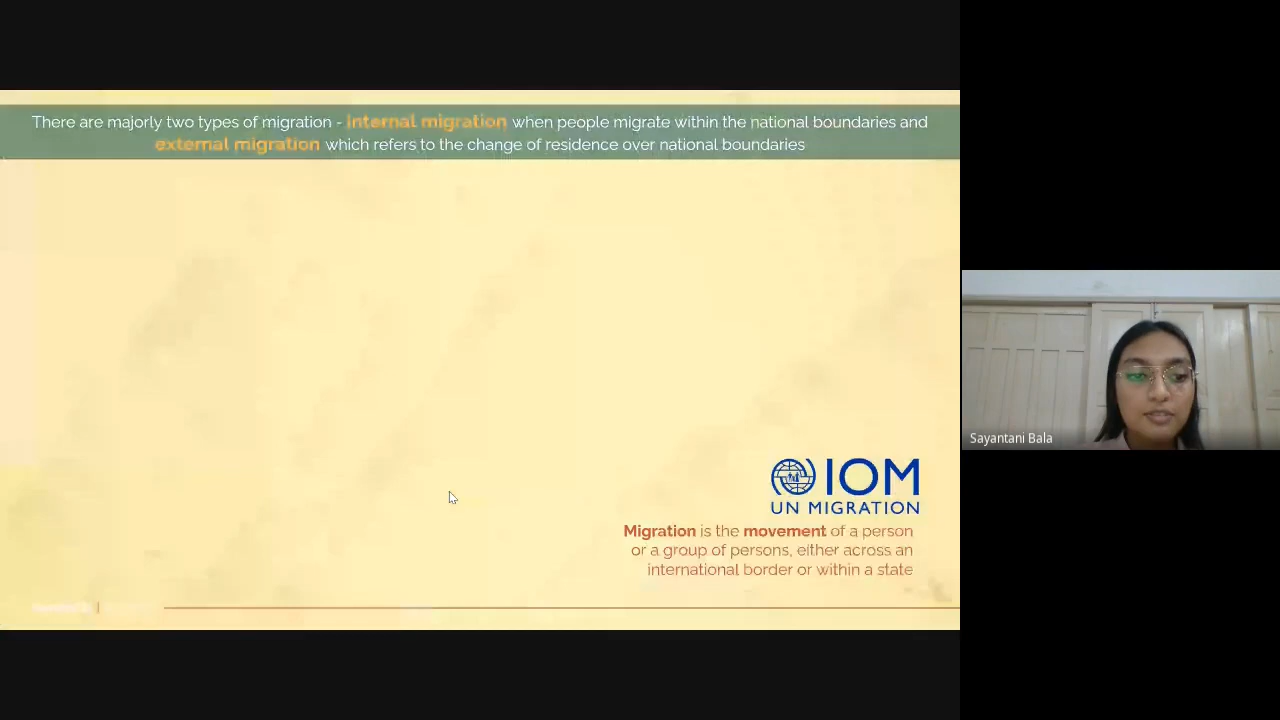 There are majorly two types of migration - internal migration when people migrate within the national boundaries and
external migration which refers to the change of residence over national boundaries
Sayantani Bala
IOM
UN MIGRATION
Migration is the movement of a person
or a group of persons, either across an
international border or within a state